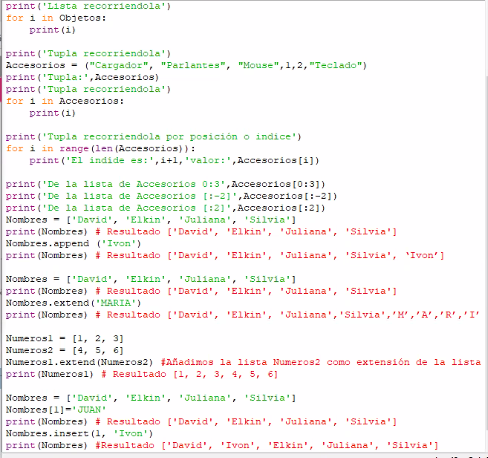 print('Lista recorriendola')
for i in Objetos:
    print(i)

print('Tupla recorriendola')
Accesorios = ("Cargador", "Parlantes", "Mouse",1,2,"Teclado")
print('Tupla:',Accesorios)
print('Tupla recorriendola')
for i in Accesorios:
    print(i)

print('Tupla recorriendola por posición o indice')
for i in range(len(Accesorios)):
    print('El indide es:',i+1,'valor:',Accesorios[i])

print('De la lista de Accesorios 0:3',Accesorios[0:3])
print('De la lista de Accesorios [:-2]',Accesorios[:-2])
print('De la lista de Accesorios [:2]',Accesorios[:2])
Nombres = ['David', 'Elkin', 'Juliana', 'Silvia']
print(Nombres) # Resultado ['David', 'Elkin', 'Juliana', 'Silvia']
Nombres.append ('Ivon')
print(Nombres) # Resultado ['David', 'Elkin', 'Juliana', 'Silvia', ‘Ivon’]

Nombres = ['David', 'Elkin', 'Juliana', 'Silvia']
print(Nombres) # Resultado ['David', 'Elkin', 'Juliana', 'Silvia']
Nombres.extend('MARIA')
print(Nombres) # Resultado ['David', 'Elkin', 'Juliana','Silvia',’M’,’A’,’R’,’I’

Numeros1 = [1, 2, 3]
Numeros2 = [4, 5, 6]
Numeros1.extend(Numeros2) #Añadimos la lista Numeros2 como extensión de la lista
print(Numeros1) # Resultado [1, 2, 3, 4, 5, 6]

Nombres = ['David', 'Elkin', 'Juliana', 'Silvia']
Nombres[1]='JUAN'
print(Nombres) # Resultado ['David', 'Elkin', 'Juliana', 'Silvia']
Nombres.insert(1, 'Ivon')
print(Nombres) #Resultado ['David', 'Ivon', 'Elkin', 'Juliana', 'Silvia']